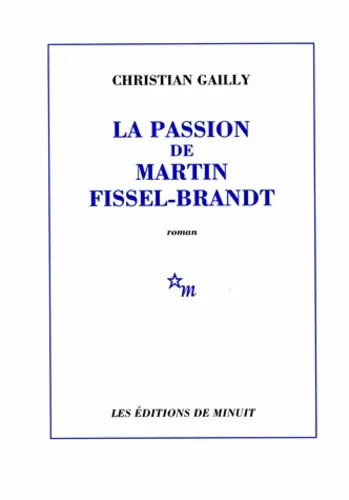 CHRISTIAN GAILLY
LA PASSION
DE
MARTIN
FISSEL-BRANDT
roman
m
LES ÉDITIONS DE MINUIT